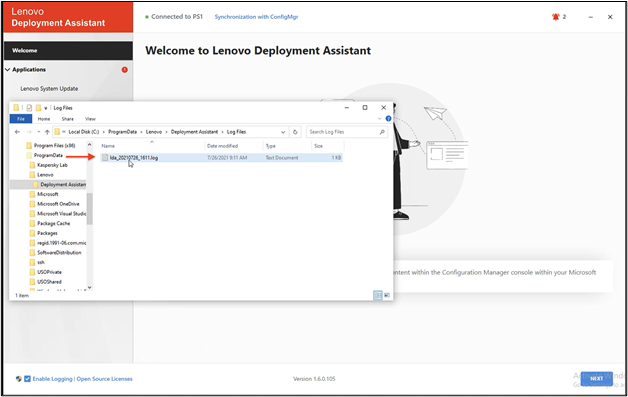 Lenovo
Deployment Assistant
Connected to PS1
Synchronization with ConfigMgr
2
Welcome
Applications
Lenovo System Update
Welcome to Lenovo Deployment Assistant
Log Files
File Home Share View
Local Disk (C:) > ProgramData > Lenovo > Deployment Assistant > Log Files
Search Log Files
Name Date modified Type Size
lda_20210726_1611.log 7/26/2021 9:11 AM Text Document 1 KB
Program Files (x86)
ProgramData
Kaspersky Lab
Lenovo
Deployment Assistant
Microsoft
Microsoft OneDrive
Microsoft Visual Studio
Package Cache
Packages
regid.1991-06.com.mic
SoftwareDistribution
ssh
USOPrivate
USOShared
1 item
ntent within the Configuration Manager console within your Microsoft
Enable Logging | Open Source Licenses
Version 1.6.0.105
NEXT